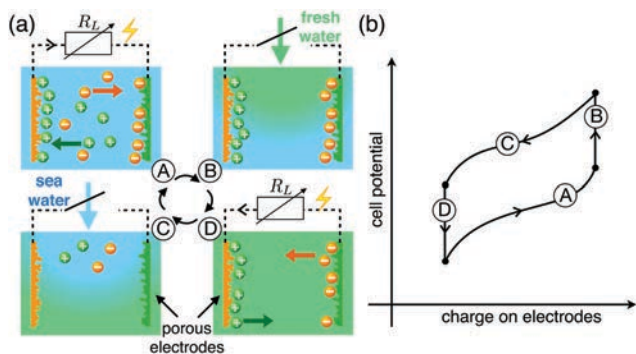 (a)
R_L
fresh
water
(b)
A
B
sea
water
R_L
C
D
porous
electrodes
cell potential
B
C
D
A
charge on electrodes